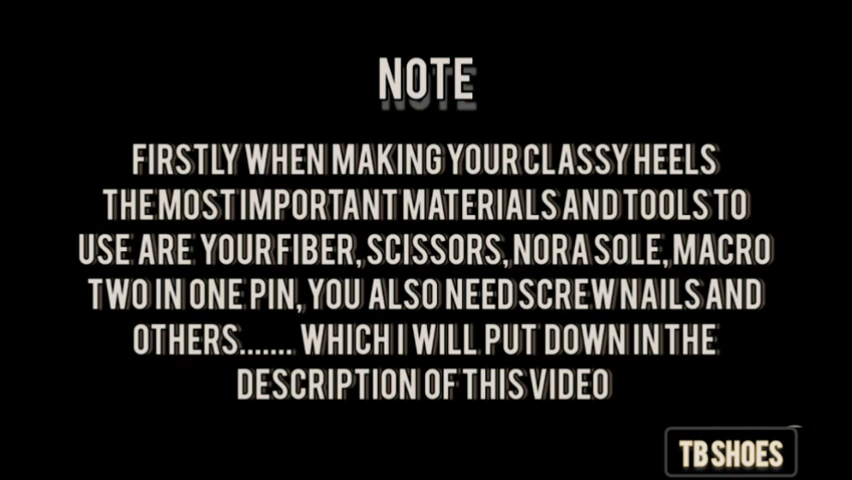 NOTE
FIRSTLY WHEN MAKING YOUR CLASSY HEELS
THE MOST IMPORTANT MATERIALS AND TOOLS TO
USE ARE YOUR FIBER, SCISSORS, NORA SOLE, MACRO
TWO IN ONE PIN, YOU ALSO NEED SCREW NAILS AND
OTHERS....... WHICH I WILL PUT DOWN IN THE
DESCRIPTION OF THIS VIDEO
TB SHOES